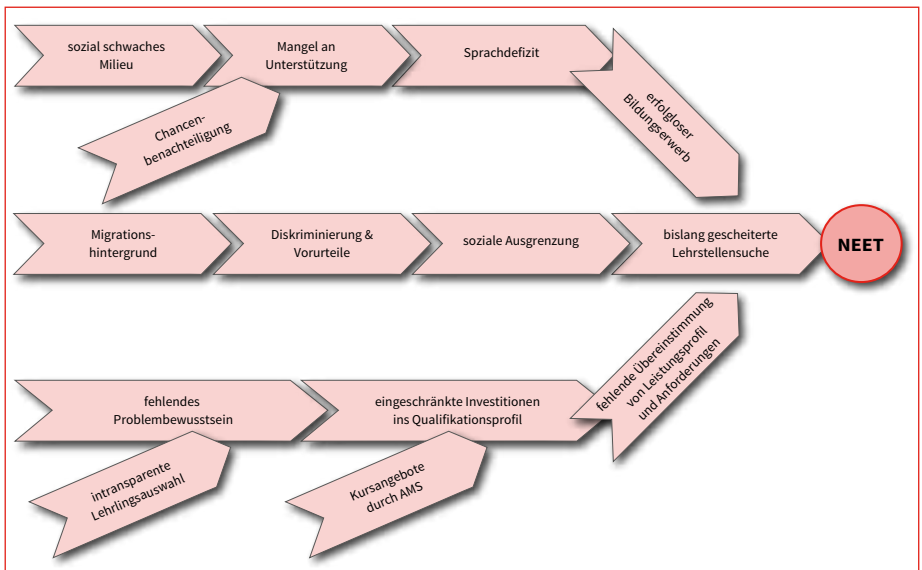 sozial schwaches
Milieu
Mangel an
Unterstützung
Sprachdefizit
erfolgloser
Bildungserwerb
Chancen-
benachteiligung
Migrations-
hintergrund
Diskriminierung &
Vorurteile
soziale Ausgrenzung
bislang gescheiterte
Lehrstellensuche
NEET
fehlendes
Problembewusstsein
eingeschränkte Investitionen
ins Qualifikationsprofil
fehlende Übereinstimmung
von Leistungsprofil
und Anforderungen
intransparente
Lehrlingsauswahl
Kursangebote
durch AMS